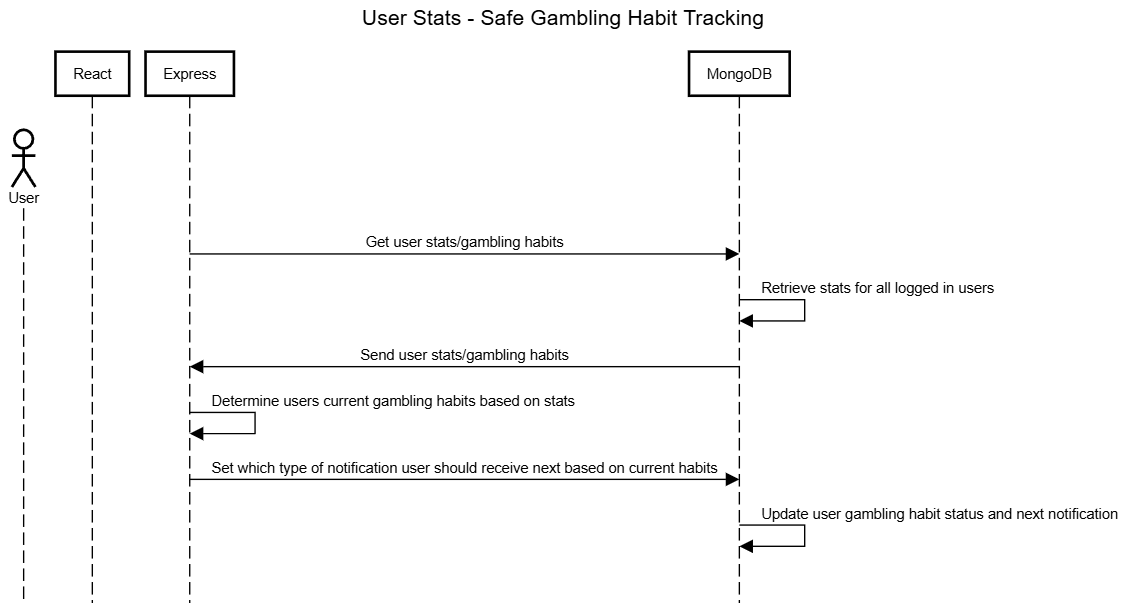 User Stats - Safe Gambling Habit Tracking
React
Express
MongoDB
User
Get user stats/gambling habits
Retrieve stats for all logged in users
Send user stats/gambling habits
Determine users current gambling habits based on stats
Set which type of notification user should receive next based on current habits
Update user gambling habit status and next notification